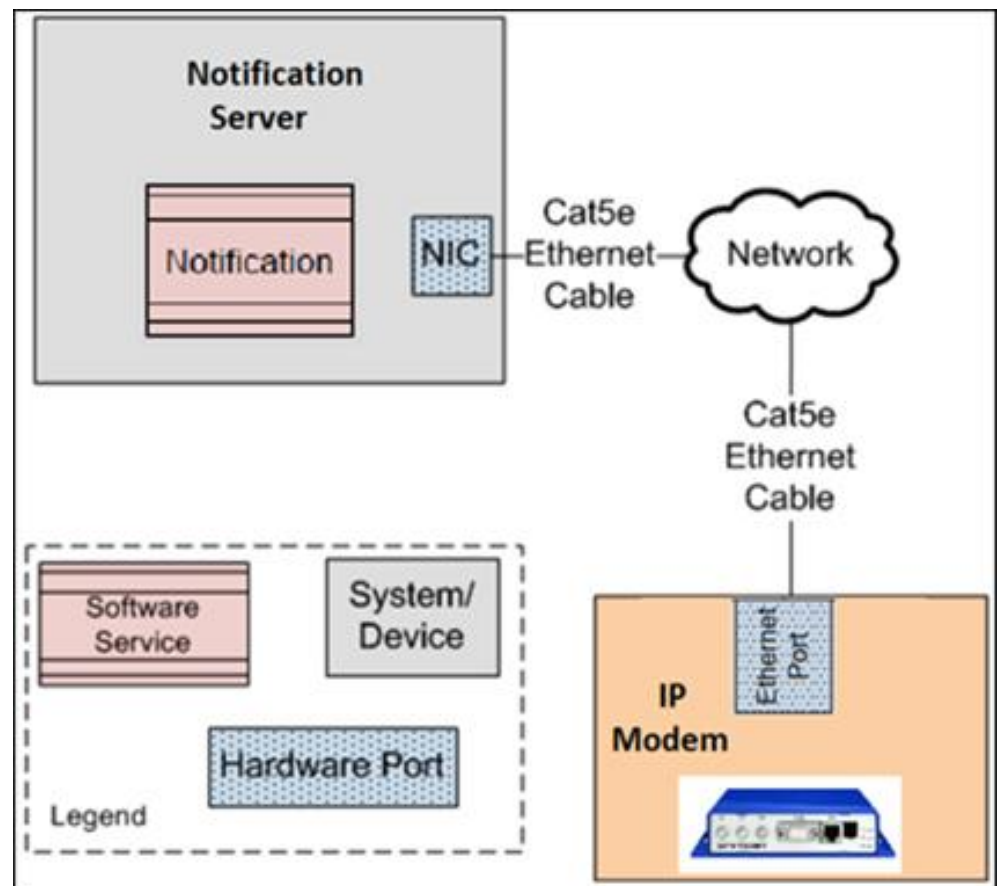 Notification
Server
Notification
NIC
Cat5e
Ethernet
Cable
Network
Cat5e
Ethernet
Cable
Software
Service
System/
Device
Hardware Port
Legend
Ethernet
Port
IP
Modem